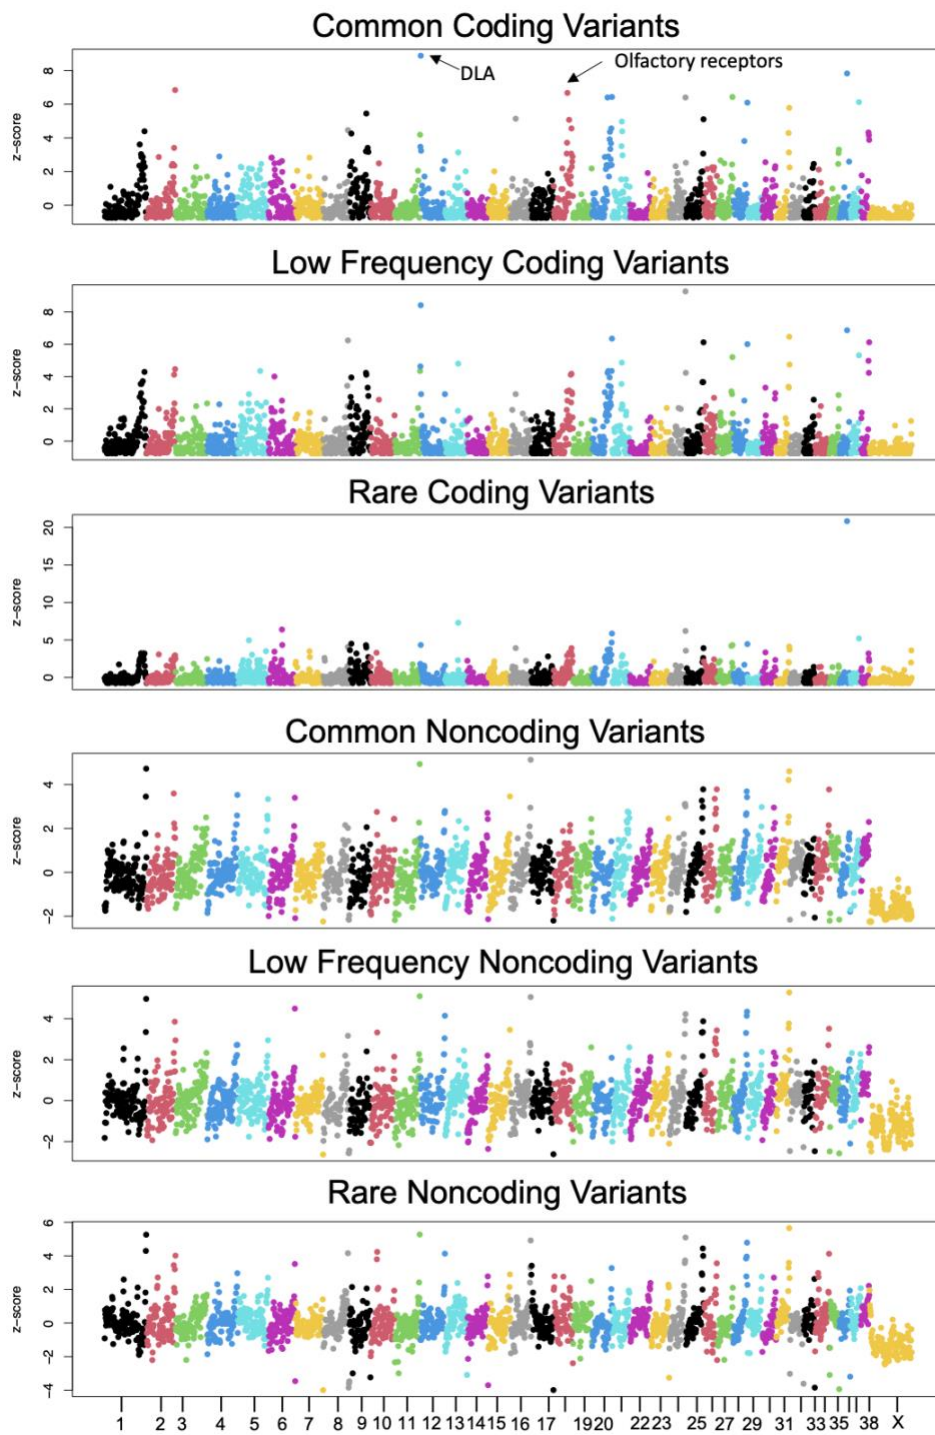 Common Coding Variants
DLA
Olfactory receptors
z-score
8
6
4
2
0
Low Frequency Coding Variants
z-score
8
6
4
2
0
Rare Coding Variants
z-score
20
15
10
5
0
Common Noncoding Variants
z-score
4
2
0
-2
Low Frequency Noncoding Variants
z-score
4
2
0
-2
Rare Noncoding Variants
z-score
6
4
2
0
-2
-4
1 2 3 4 5 6 7 8 9 10 11 12 13 14 15 16 17 19 20 22 23 25 27 29 31 33 35 38 X